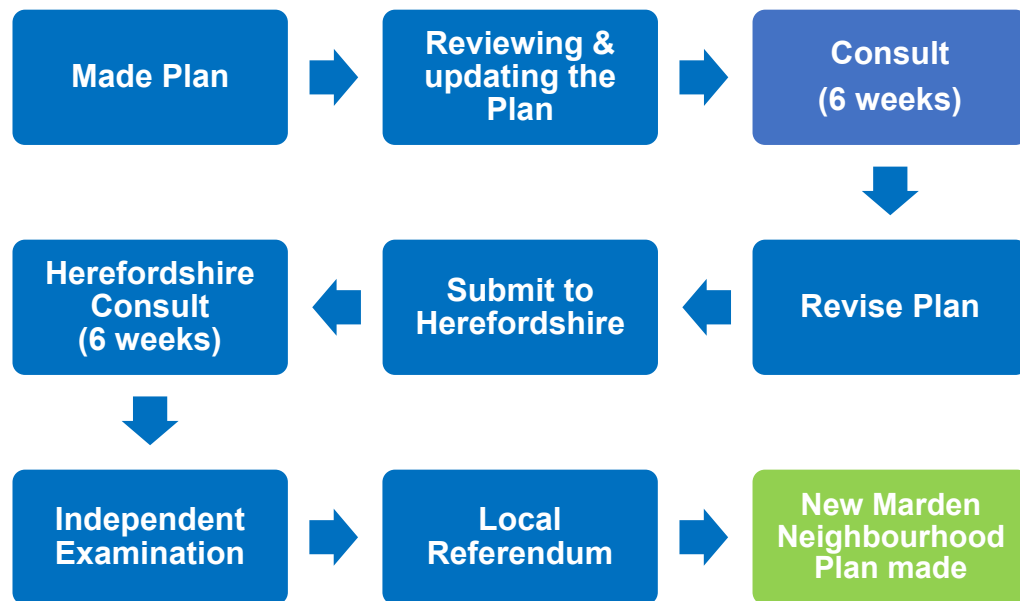 Made Plan
Reviewing &
updating the
Plan
Consult
(6 weeks)
Revise Plan
Submit to
Herefordshire
Herefordshire
Consult
(6 weeks)
Independent
Examination
Local
Referendum
New Marden
Neighbourhood
Plan made